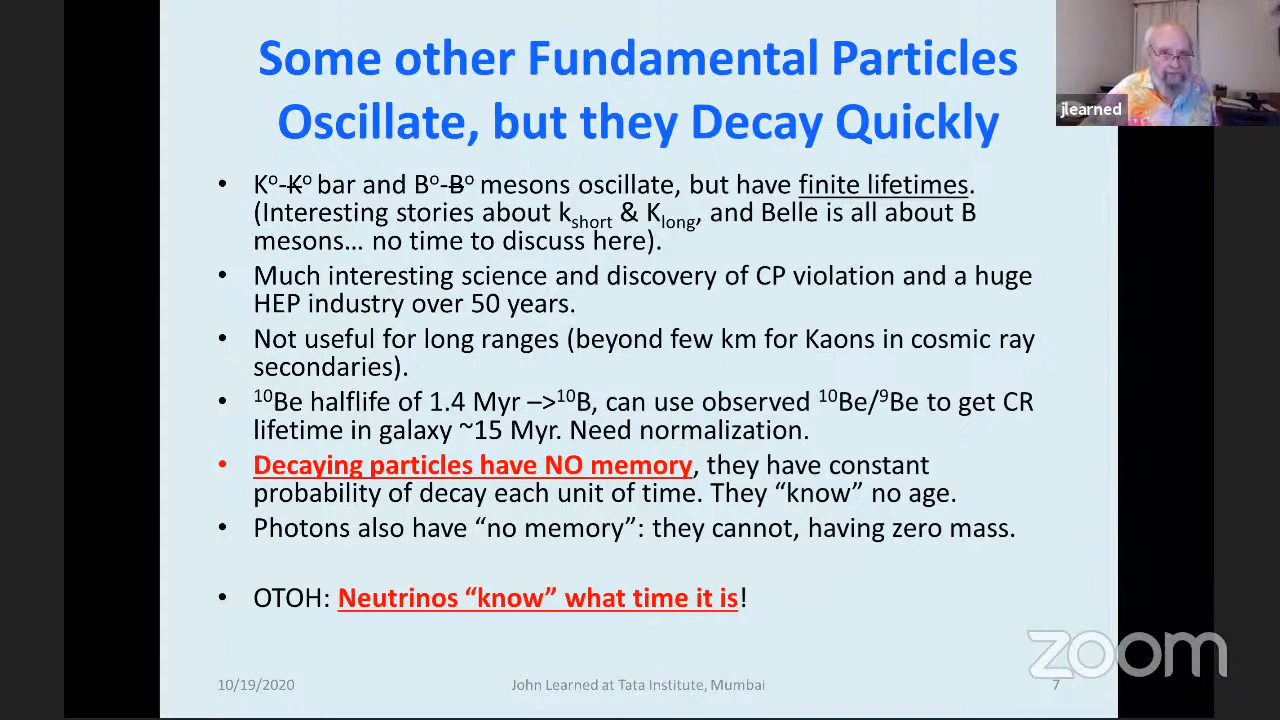 Some other Fundamental Particles
Oscillate, but they Decay Quickly
jlearned
• Kᵒ-K̶ᵒ bar and Bᵒ-B̶ᵒ mesons oscillate, but have finite lifetimes.
(Interesting stories about kshort & Klong, and Belle is all about B
mesons… no time to discuss here).
• Much interesting science and discovery of CP violation and a huge
HEP industry over 50 years.
• Not useful for long ranges (beyond few km for Kaons in cosmic ray
secondaries).
• ¹⁰Be halflife of 1.4 Myr –>¹⁰B, can use observed ¹⁰Be/⁹Be to get CR
lifetime in galaxy ~15 Myr. Need normalization.
• Decaying particles have NO memory, they have constant
probability of decay each unit of time. They “know” no age.
• Photons also have “no memory”: they cannot, having zero mass.
• OTOH: Neutrinos “know” what time it is!
zoom
10/19/2020 John Learned at Tata Institute, Mumbai 7